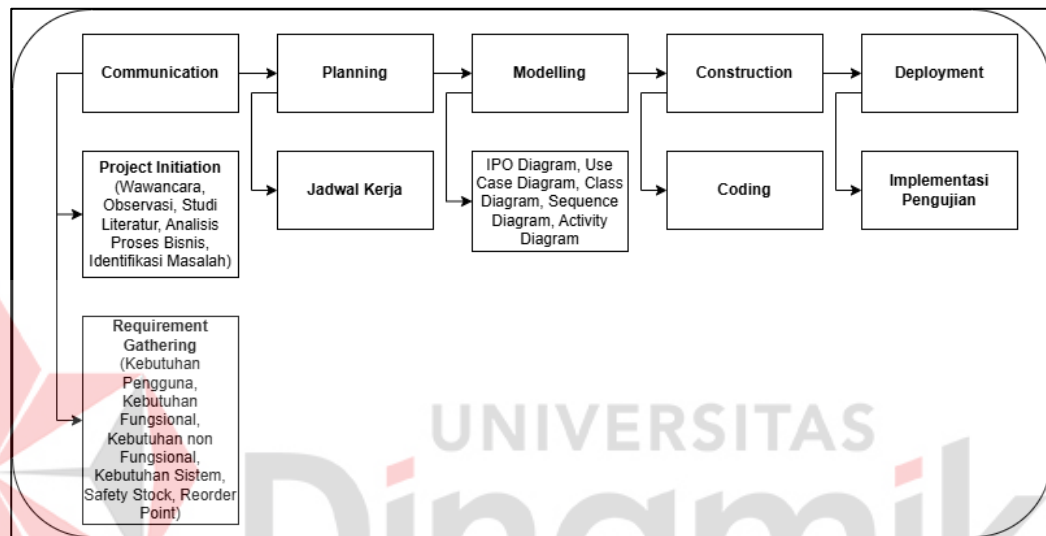 Communication
Planning
Modelling
Construction
Deployment
Project Initiation
(Wawancara,
Observasi, Studi
Literatur, Analisis
Proses Bisnis,
Identifikasi Masalah)
Jadwal Kerja
IPO Diagram, Use
Case Diagram, Class
Diagram, Sequence
Diagram, Activity
Diagram
Coding
Implementasi
Pengujian
Requirement
Gathering
(Kebutuhan
Pengguna,
Kebutuhan
Fungsional,
Kebutuhan non
Fungsional,
Kebutuhan Sistem,
Safety Stock, Reorder
Point)
UNIVERSITAS
Dinamik